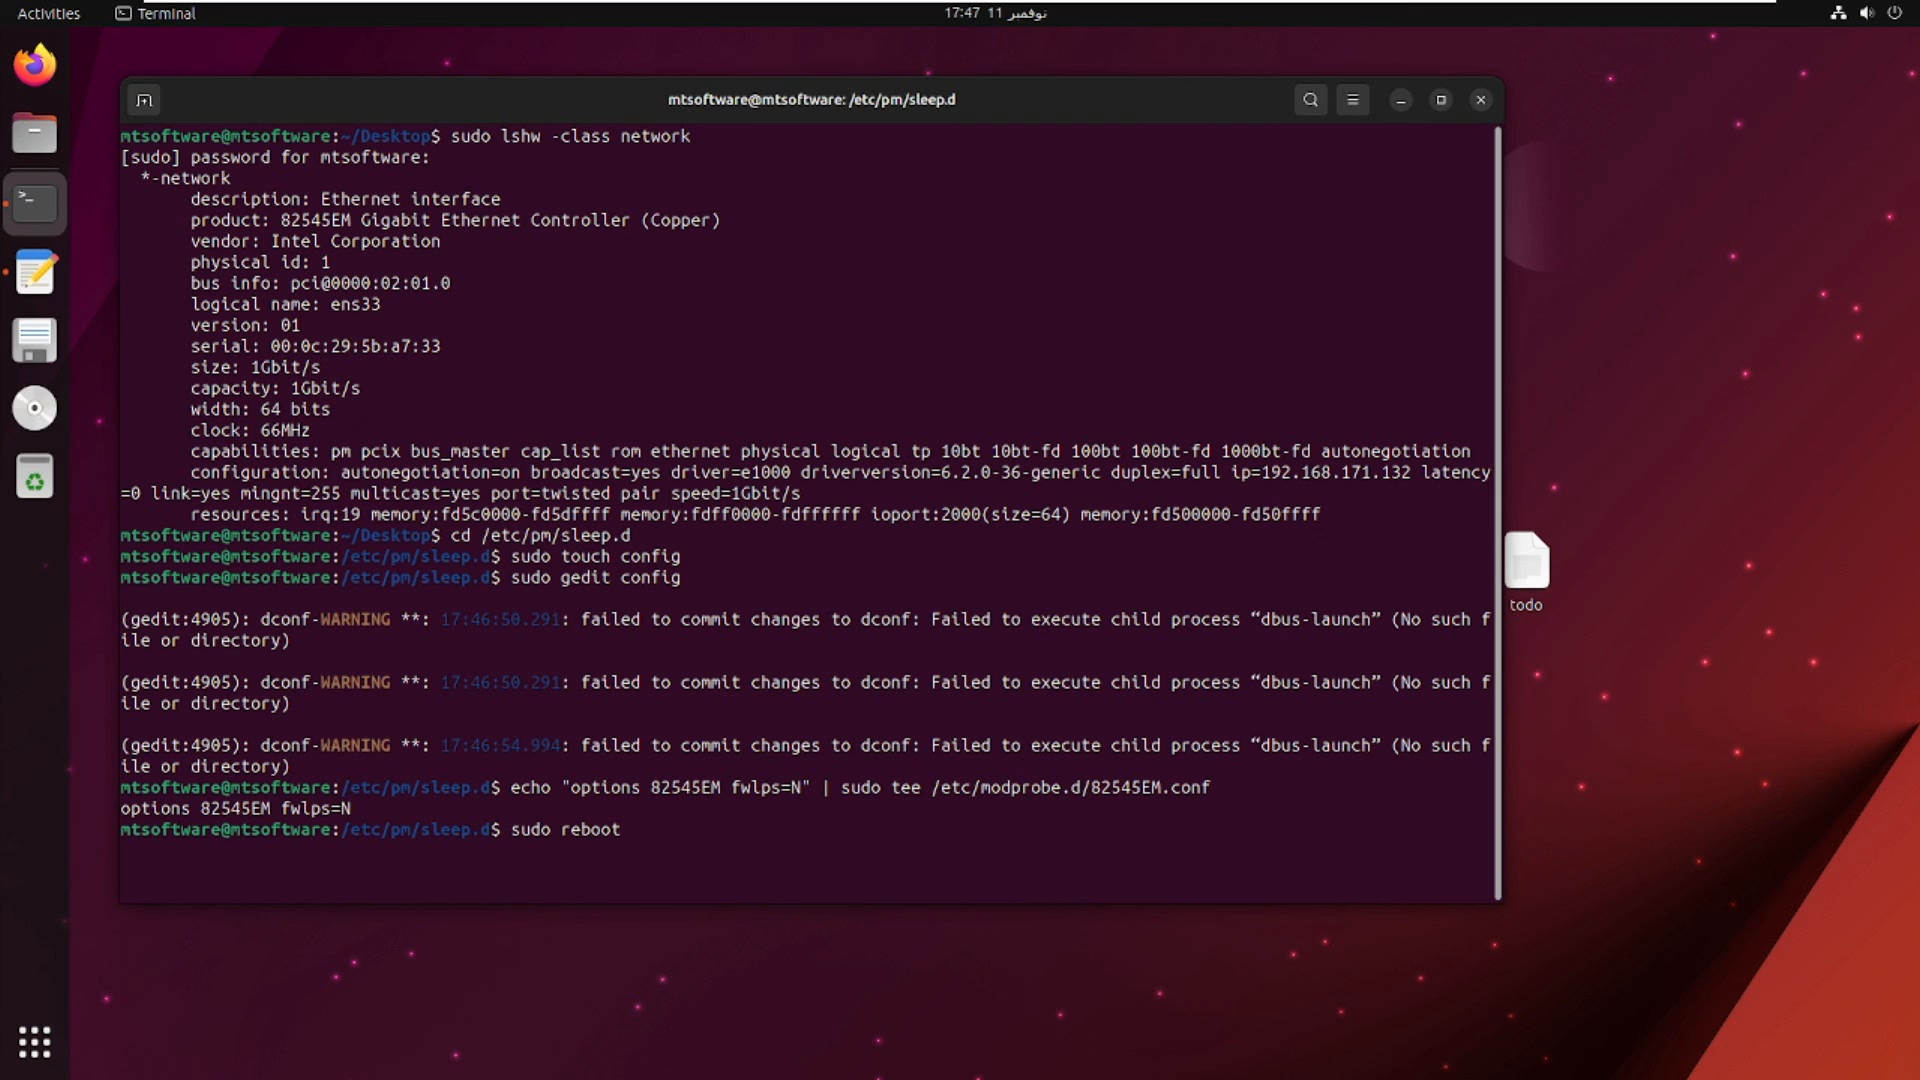 Activities
Terminal
17:47 11 نوفمبر
mtsoftware@mtsoftware: /etc/pm/sleep.d
mtsoftware@mtsoftware:~/Desktop$ sudo lshw -class network
[sudo] password for mtsoftware:
*-network
description: Ethernet interface
product: 82545EM Gigabit Ethernet Controller (Copper)
vendor: Intel Corporation
physical id: 1
bus info: pci@0000:02:01.0
logical name: ens33
version: 01
serial: 00:0c:29:5b:a7:33
size: 1Gbit/s
capacity: 1Gbit/s
width: 64 bits
clock: 66MHz
capabilities: pm pcix bus_master cap_list rom ethernet physical logical tp 10bt 10bt-fd 100bt 100bt-fd 1000bt-fd autonegotiation
configuration: autonegotiation=on broadcast=yes driver=e1000 driverversion=6.2.0-36-generic duplex=full ip=192.168.171.132 latency
=0 link=yes mingnt=255 multicast=yes port=twisted pair speed=1Gbit/s
resources: irq:19 memory:fd5c0000-fd5dffff memory:fdff0000-fdffffff ioport:2000(size=64) memory:fd500000-fd50ffff
mtsoftware@mtsoftware:~/Desktop$ cd /etc/pm/sleep.d
mtsoftware@mtsoftware:/etc/pm/sleep.d$ sudo touch config
mtsoftware@mtsoftware:/etc/pm/sleep.d$ sudo gedit config
(gedit:4905): dconf-WARNING **: 17:46:50.291: failed to commit changes to dconf: Failed to execute child process “dbus-launch” (No such f
ile or directory)
(gedit:4905): dconf-WARNING **: 17:46:50.291: failed to commit changes to dconf: Failed to execute child process “dbus-launch” (No such f
ile or directory)
(gedit:4905): dconf-WARNING **: 17:46:54.994: failed to commit changes to dconf: Failed to execute child process “dbus-launch” (No such f
ile or directory)
mtsoftware@mtsoftware:/etc/pm/sleep.d$ echo "options 82545EM fwlps=N" | sudo tee /etc/modprobe.d/82545EM.conf
options 82545EM fwlps=N
mtsoftware@mtsoftware:/etc/pm/sleep.d$ sudo reboot
todo